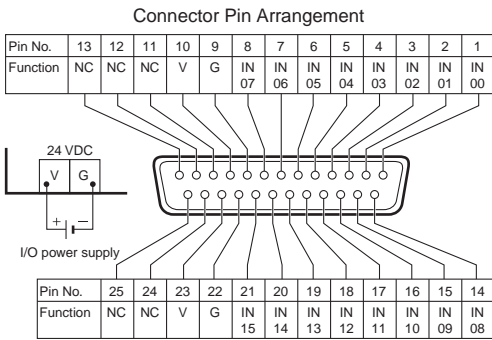 Connector Pin Arrangement
Pin No. 13 12 11 10 9 8 7 6 5 4 3 2 1
Function NC NC NC V G IN 07 IN 06 IN 05 IN 04 IN 03 IN 02 IN 01 IN 00
24 VDC
V G
+ −
I/O power supply
Pin No. 25 24 23 22 21 20 19 18 17 16 15 14
Function NC NC V G IN 15 IN 14 IN 13 IN 12 IN 11 IN 10 IN 09 IN 08